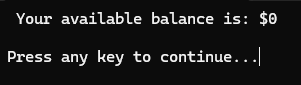 Your available balance is: $0
Press any key to continue...